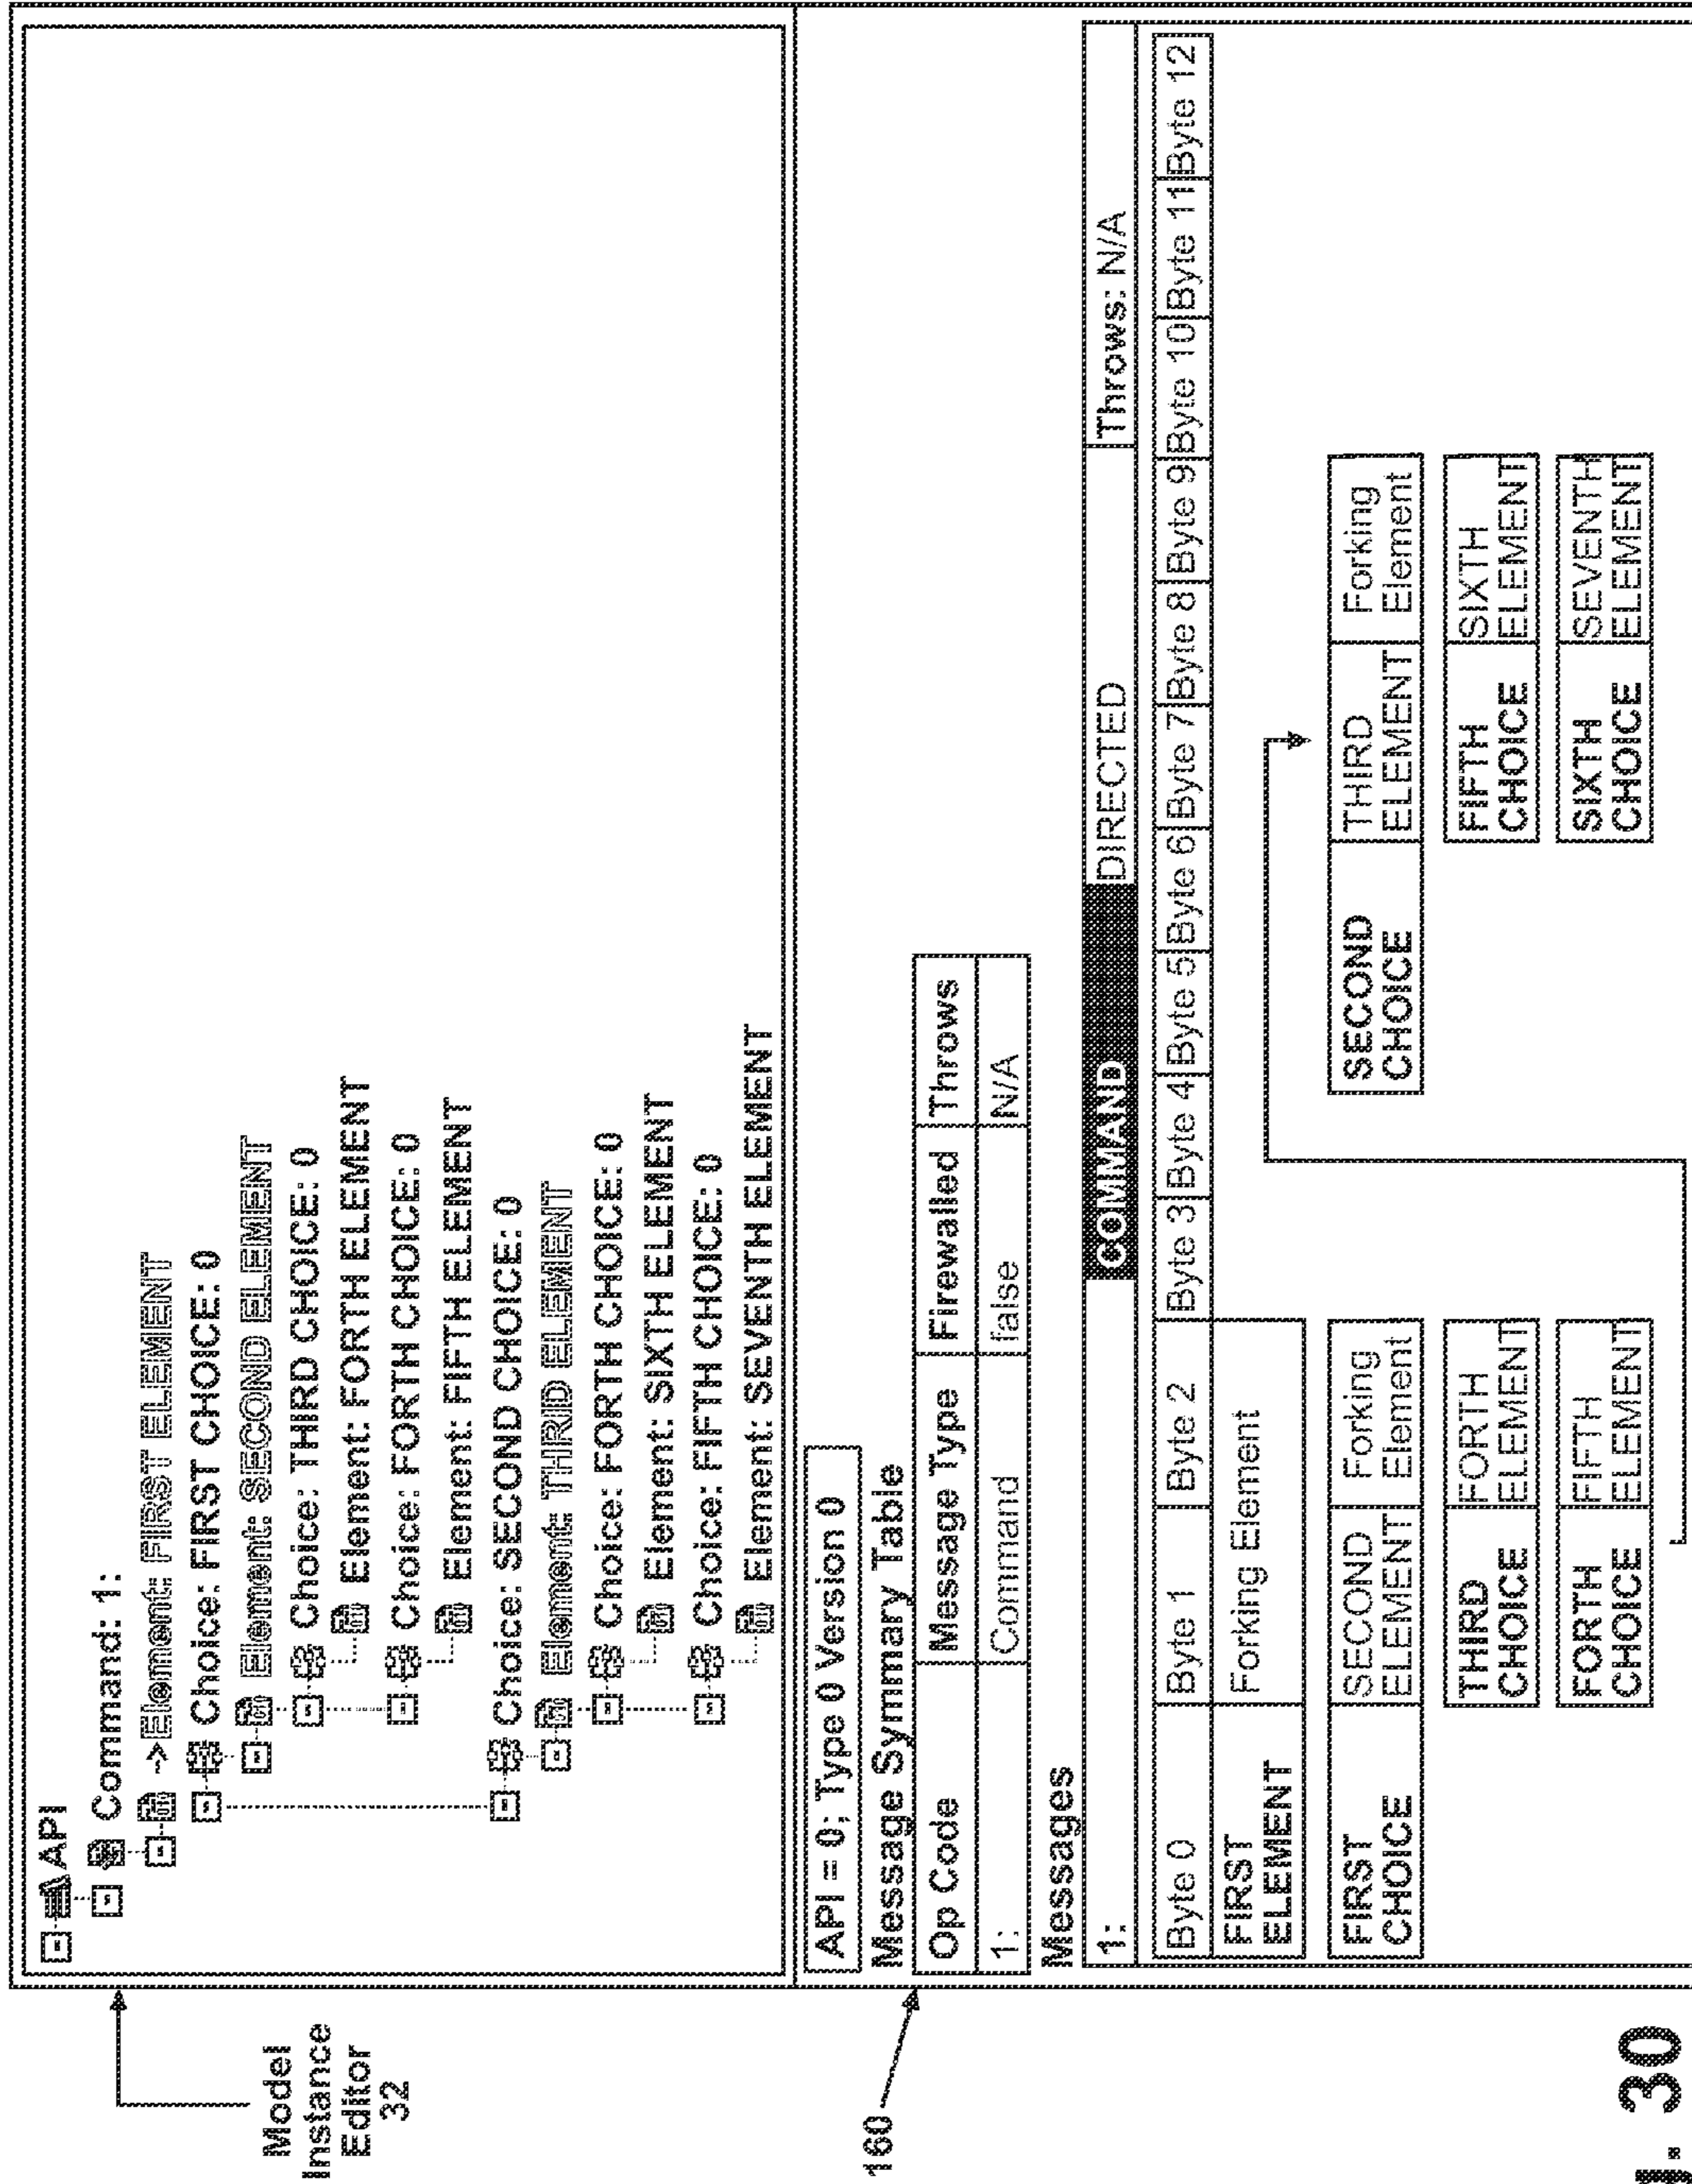 Model
Instance
Editor
32
API
Command: 1:
->Element: FIRST ELEMENT
Choice: FIRST CHOICE: 0
Element: SECOND ELEMENT
Choice: THIRD CHOICE: 0
Element: FORTH ELEMENT
Choice: FORTH CHOICE: 0
Element: FIFTH ELEMENT
Choice: SECOND CHOICE: 0
Element: THRID ELEMENT
Choice: FORTH CHOICE: 0
Element: SIXTH ELEMENT
Choice: FIFTH CHOICE: 0
Element: SEVENTH ELEMENT
160
API = 0; Type 0 Version 0
Message Symmary Table
Op Code Message Type Firewalled Throws
1: Command false N/A
Messages
1: COMMAND DIRECTED Throws: N/A
Byte 0 Byte 1 Byte 2 Byte 3 Byte 4 Byte 5 Byte 6 Byte 7 Byte 8 Byte 9 Byte 10 Byte 11 Byte 12
FIRST Forking Element
ELEMENT
FIRST SECOND Forking SECOND THIRD Forking
CHOICE ELEMENT Element CHOICE ELEMENT Element
THIRD FORTH FIFTH SIXTH
CHOICE ELEMENT CHOICE ELEMENT
FORTH FIFTH SIXTH SEVENTH
CHOICE ELEMENT CHOICE ELEMENT
30